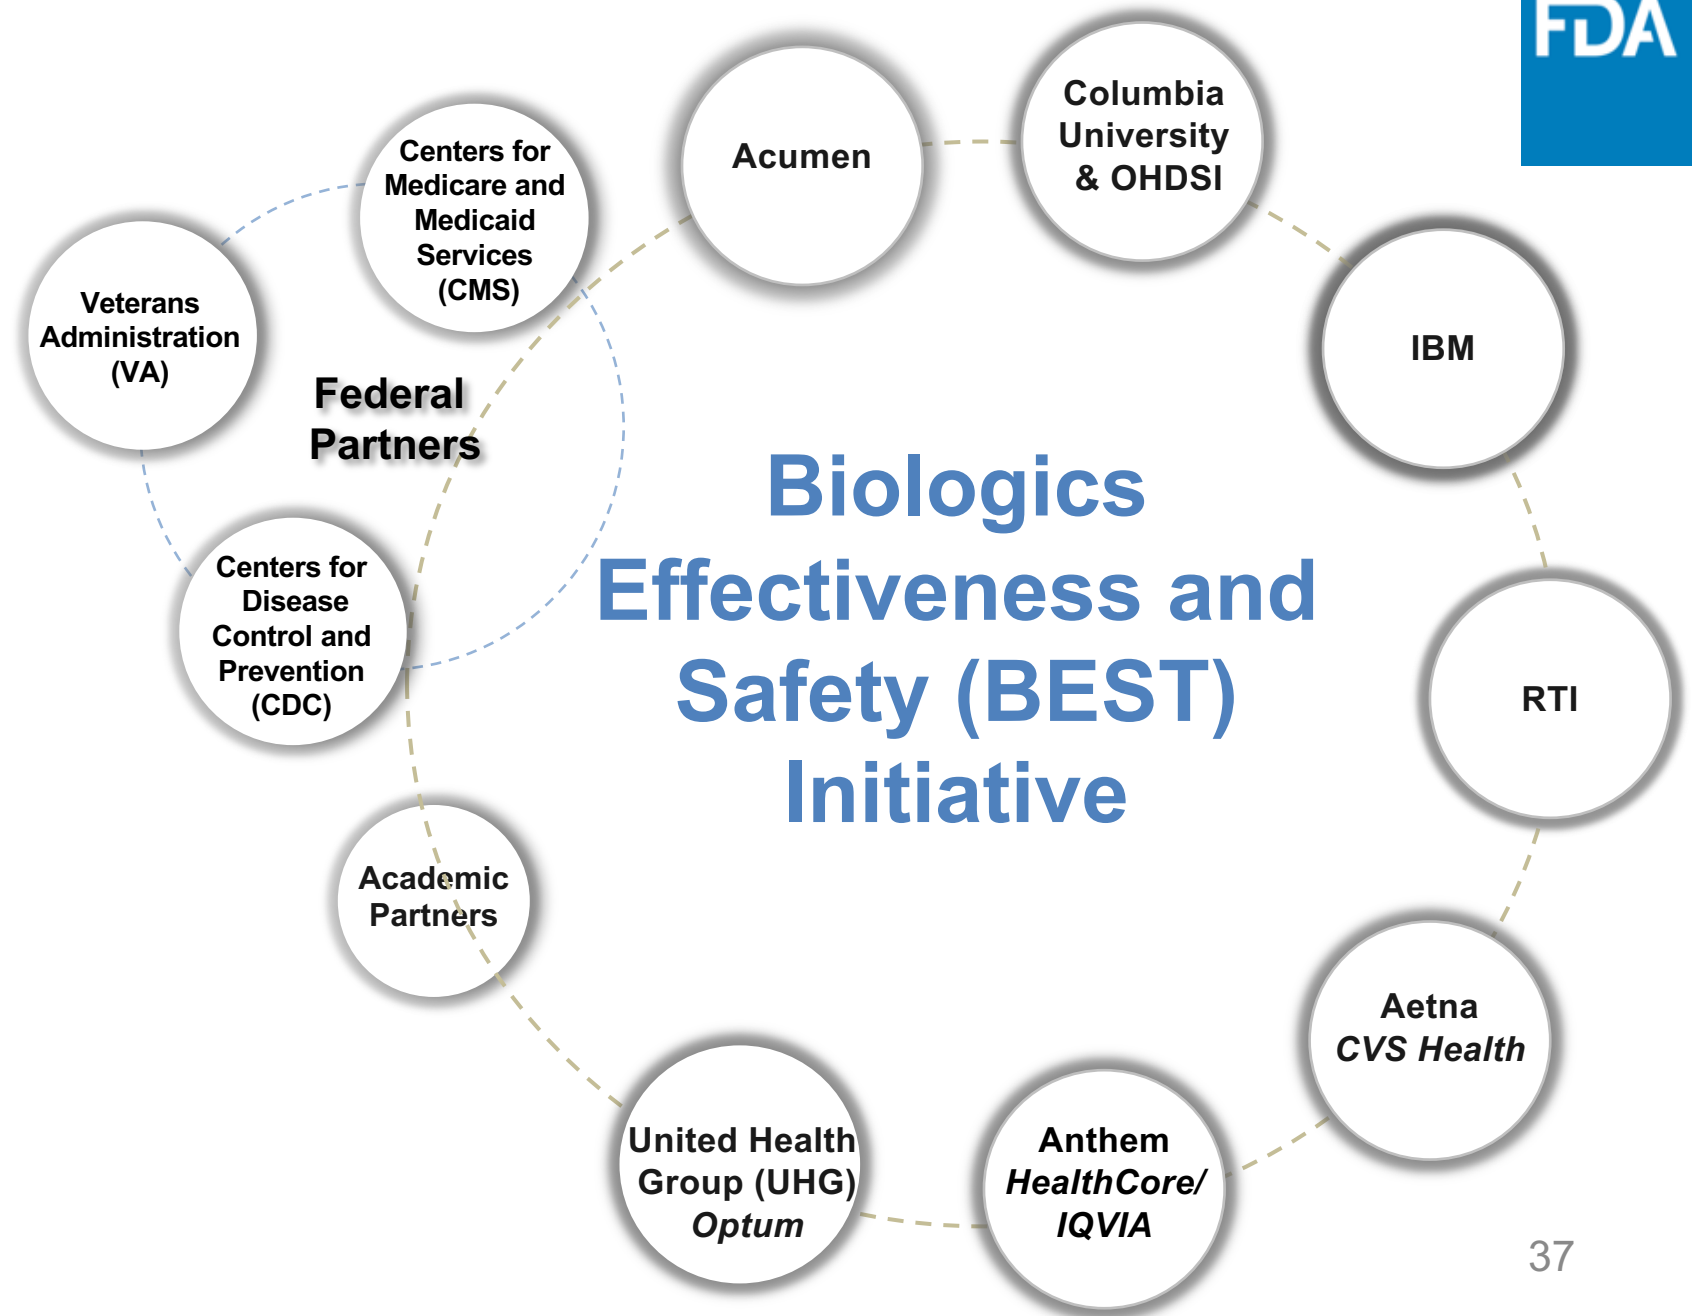 FDA
Columbia
University
& OHDSI
Acumen
Centers for
Medicare and
Medicaid
Services
(CMS)
Veterans
Administration
(VA)
IBM
Federal
Partners
Biologics
Effectiveness and
Safety (BEST)
Initiative
Centers for
Disease
Control and
Prevention
(CDC)
RTI
Academic
Partners
Aetna
CVS Health
United Health
Group (UHG)
Optum
Anthem
HealthCore/
IQVIA
37